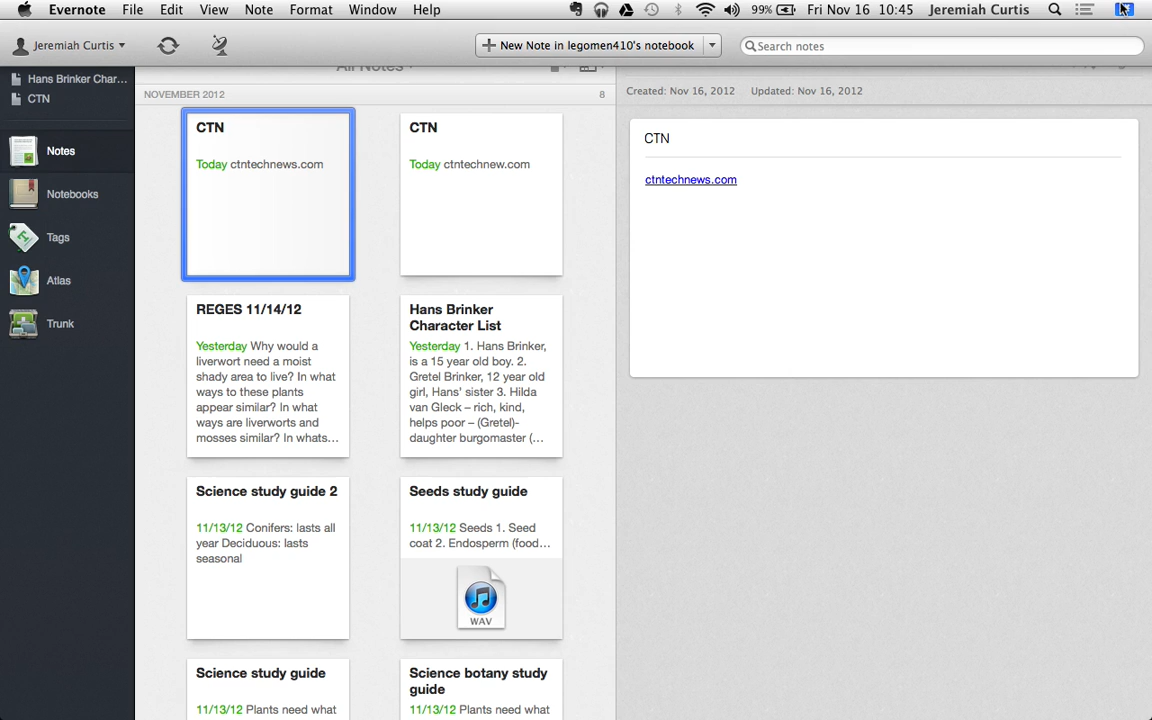 Evernote File Edit View Note Format Window Help 99% Fri Nov 16 10:45 Jeremiah Curtis
Jeremiah Curtis New Note in legomen410's notebook Search notes
All Notes
Hans Brinker Char...
CTN
Notes
Notebooks
Tags
Atlas
Trunk
NOVEMBER 2012 8
CTN
Today ctntechnews.com
CTN
Today ctntechnew.com
REGES 11/14/12
Yesterday Why would a
liverwort need a moist
shady area to live? In what
ways to these plants
appear similar? In what
ways are liverworts and
mosses similar? In whats...
Hans Brinker
Character List
Yesterday 1. Hans Brinker,
is a 15 year old boy. 2.
Gretel Brinker, 12 year old
girl, Hans' sister 3. Hilda
van Gleck – rich, kind,
helps poor – (Gretel)-
daughter burgomaster (...
Science study guide 2
11/13/12 Conifers: lasts all
year Deciduous: lasts
seasonal
Seeds study guide
11/13/12 Seeds 1. Seed
coat 2. Endosperm (food...
WAV
Science study guide
11/13/12 Plants need what
Science botany study
guide
11/13/12 Plants need what
Created: Nov 16, 2012 Updated: Nov 16, 2012
CTN
ctntechnews.com